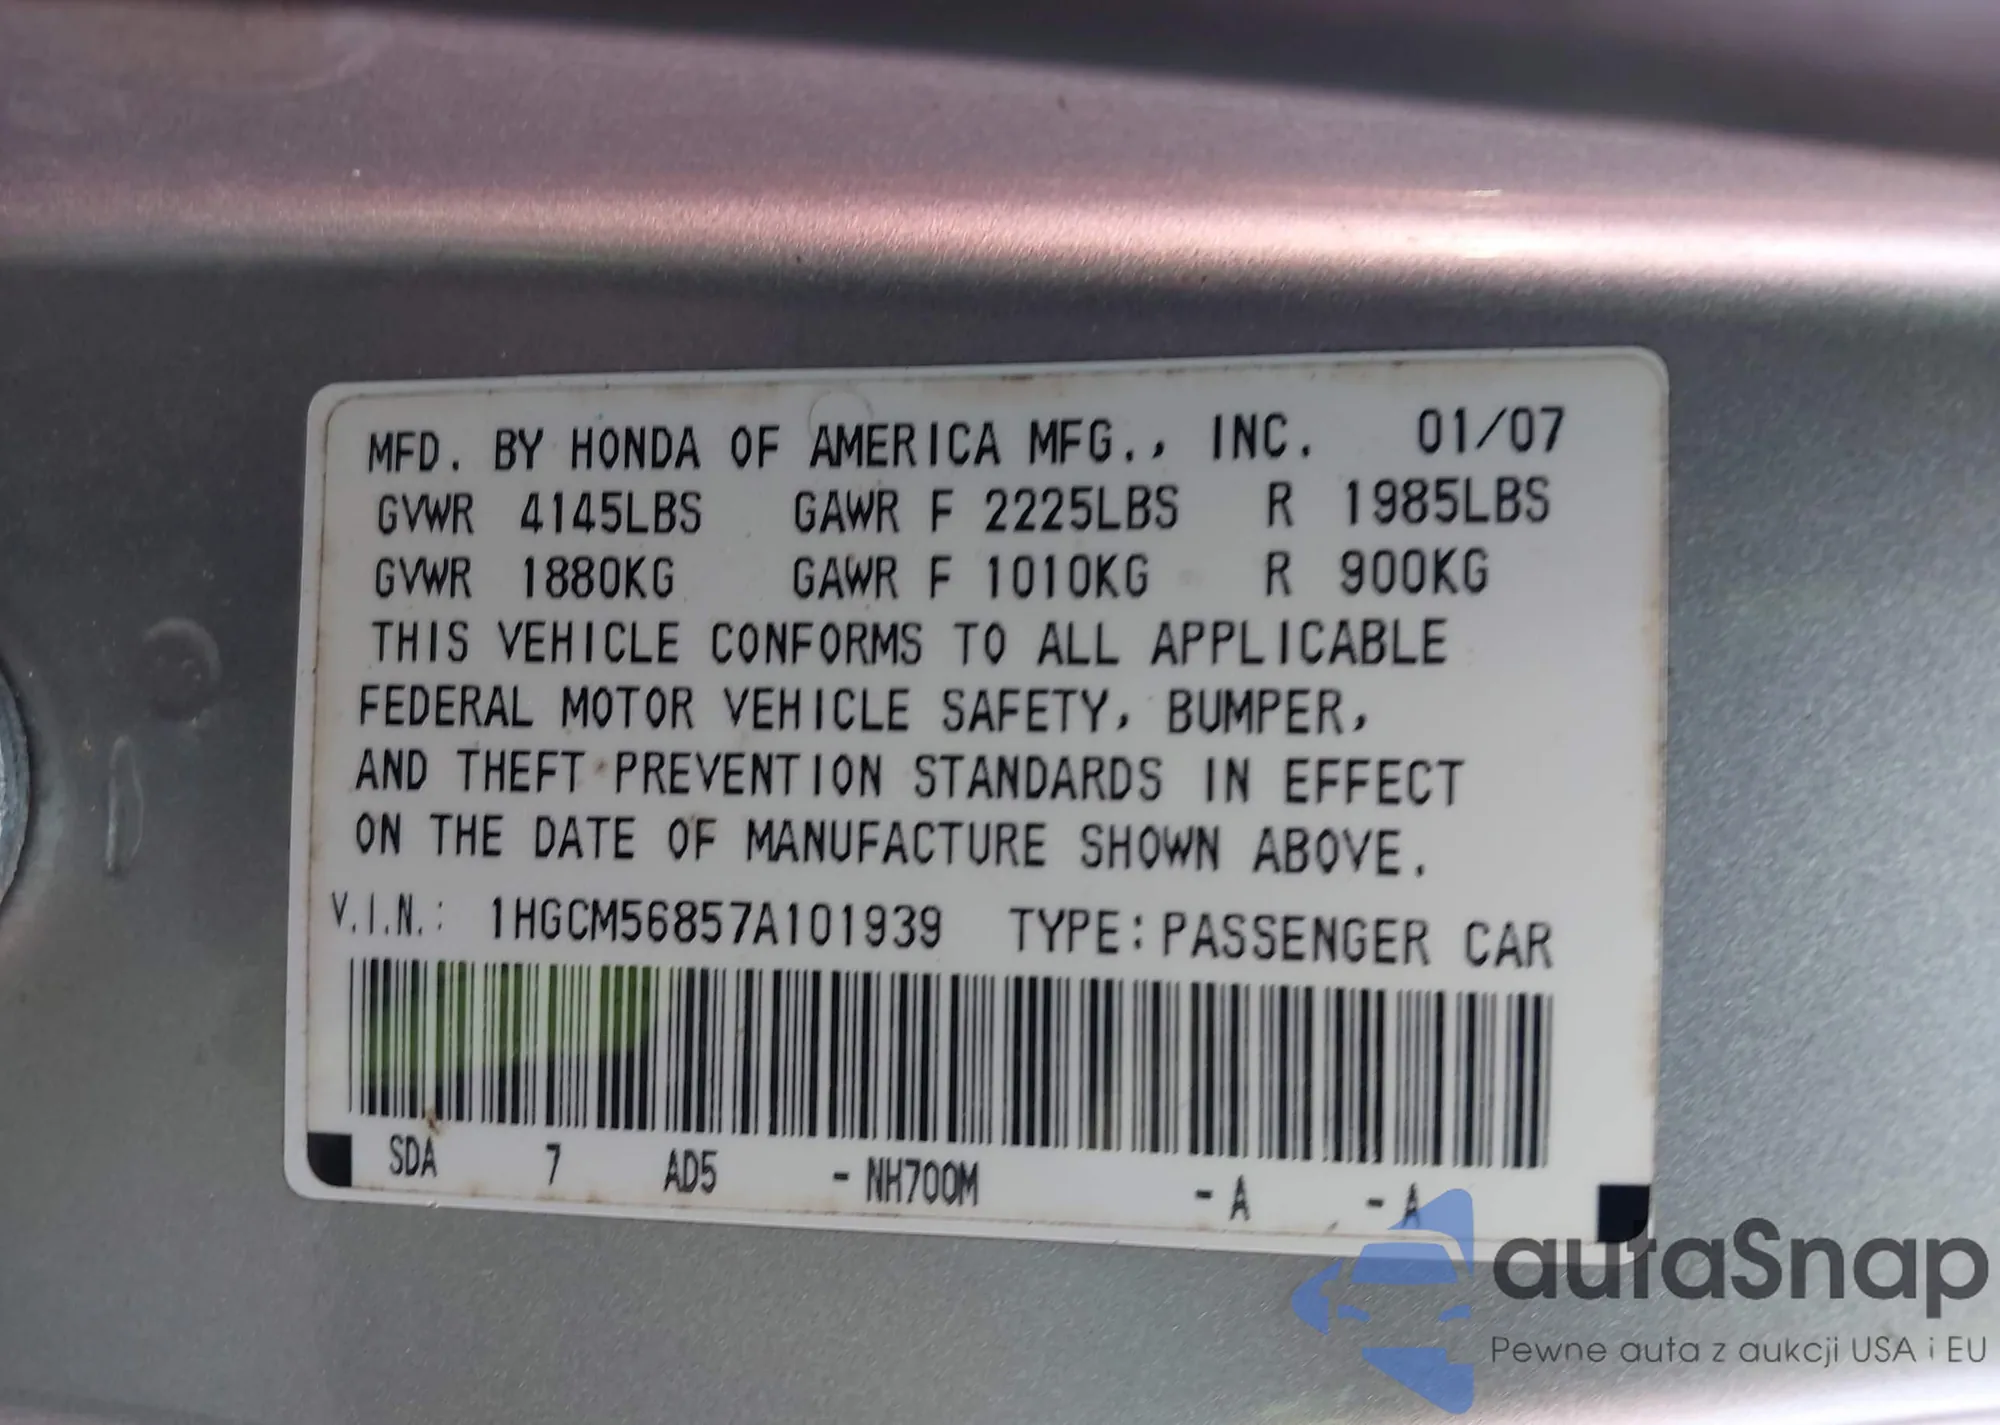 MFD. BY HONDA OF AMERICA MFG., INC. 01/07
GVWR 4145LBS GAWR F 2225LBS R 1985LBS
GVWR 1880KG GAWR F 1010KG R 900KG
THIS VEHICLE CONFORMS TO ALL APPLICABLE
FEDERAL MOTOR VEHICLE SAFETY, BUMPER,
AND THEFT PREVENTION STANDARDS IN EFFECT
ON THE DATE OF MANUFACTURE SHOWN ABOVE.
V.I.N.: 1HGCM56857A101939 TYPE:PASSENGER CAR
SDA 7 AD5 - NH700M - A - A
autaSnap
Pewne auta z aukcji USA i EU